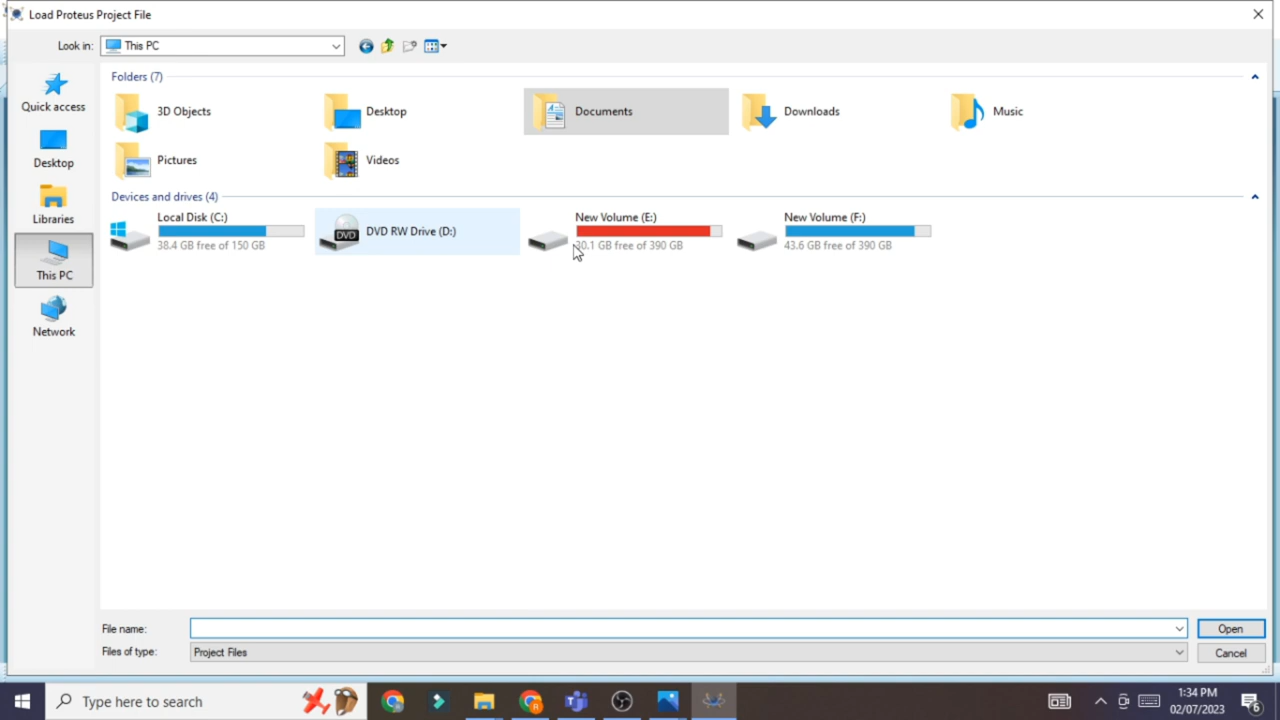 Load Proteus Project File
Look in: This PC
Quick access
Desktop
Libraries
This PC
Network
Folders (7)
3D Objects
Desktop
Documents
Downloads
Music
Pictures
Videos
Devices and drives (4)
Local Disk (C:)
38.4 GB free of 150 GB
DVD
DVD RW Drive (D:)
New Volume (E:)
30.1 GB free of 390 GB
New Volume (F:)
43.6 GB free of 390 GB
File name:
Open
Files of type: Project Files
Cancel
Type here to search
1:34 PM
02/07/2023
6